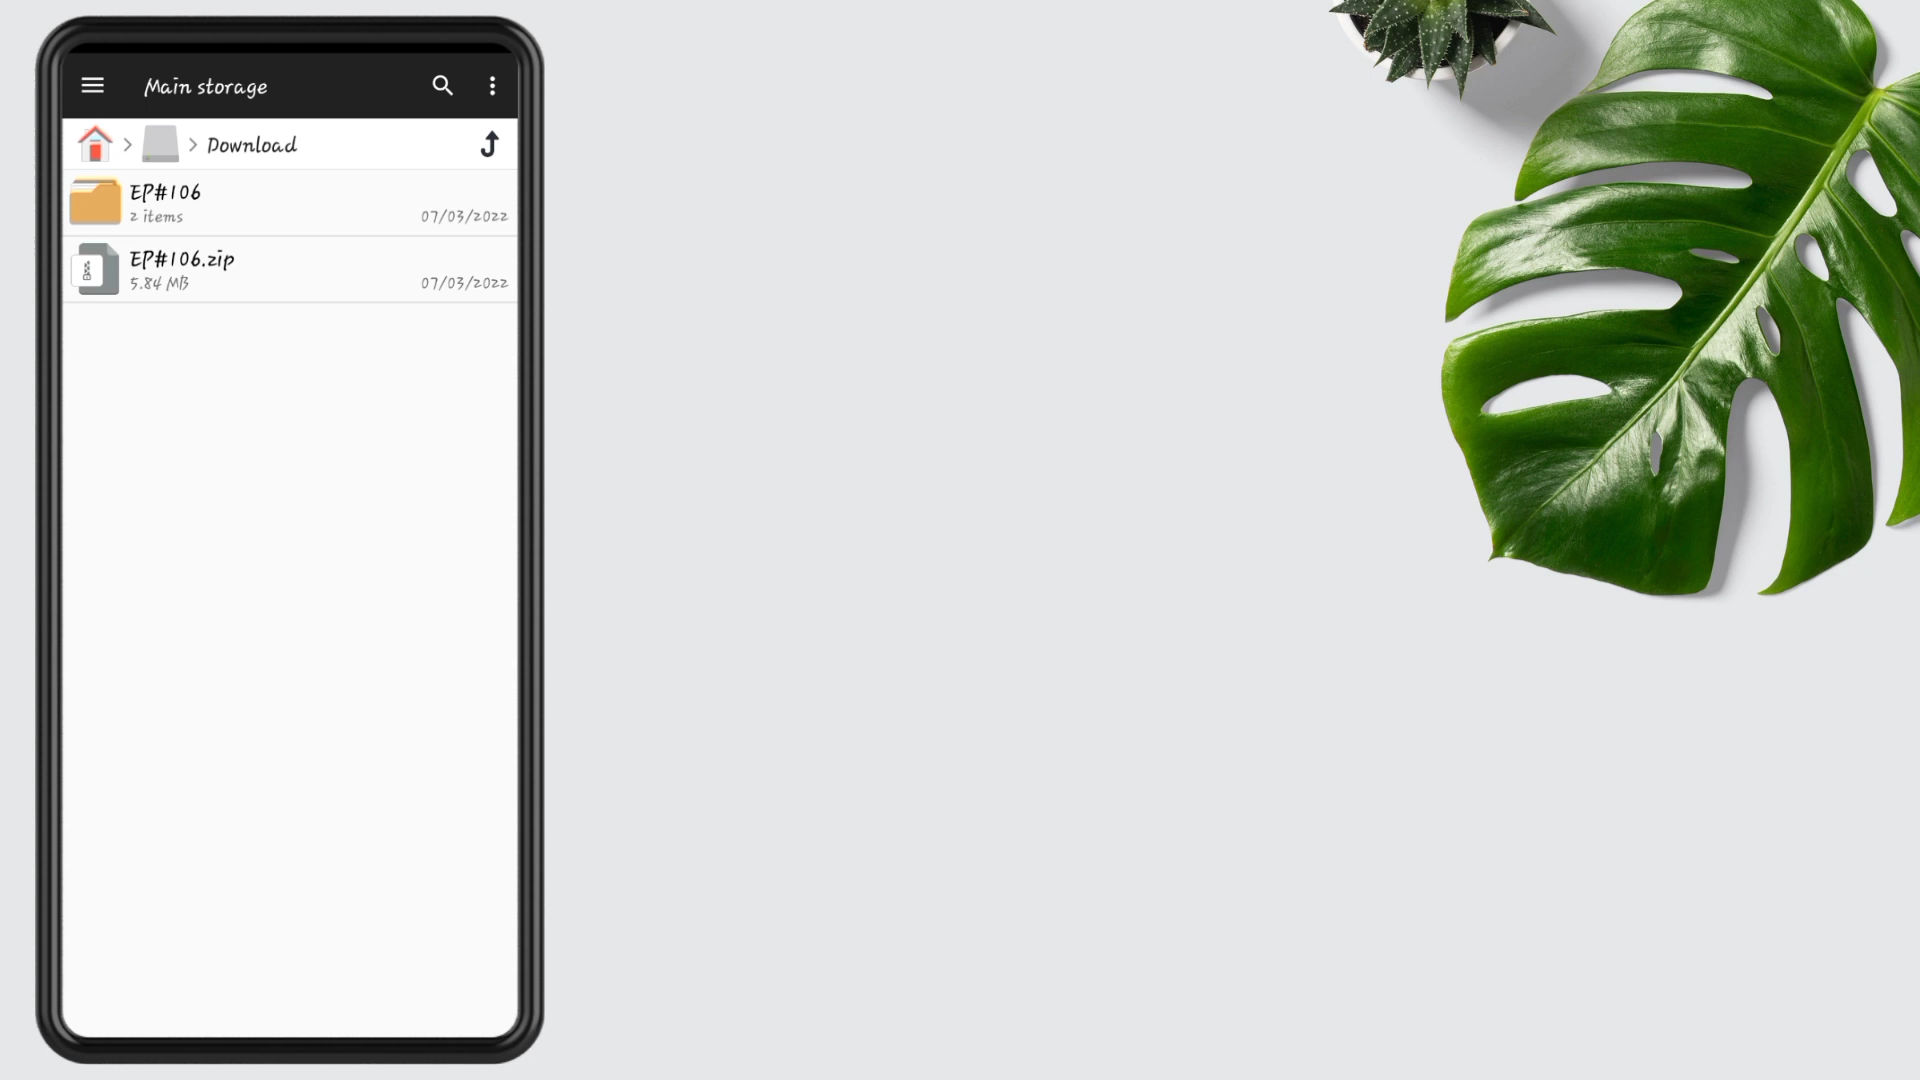 Main storage
Download
EP#106
2 items
07/03/2022
EP#106.zip
5.84 MB
07/03/2022